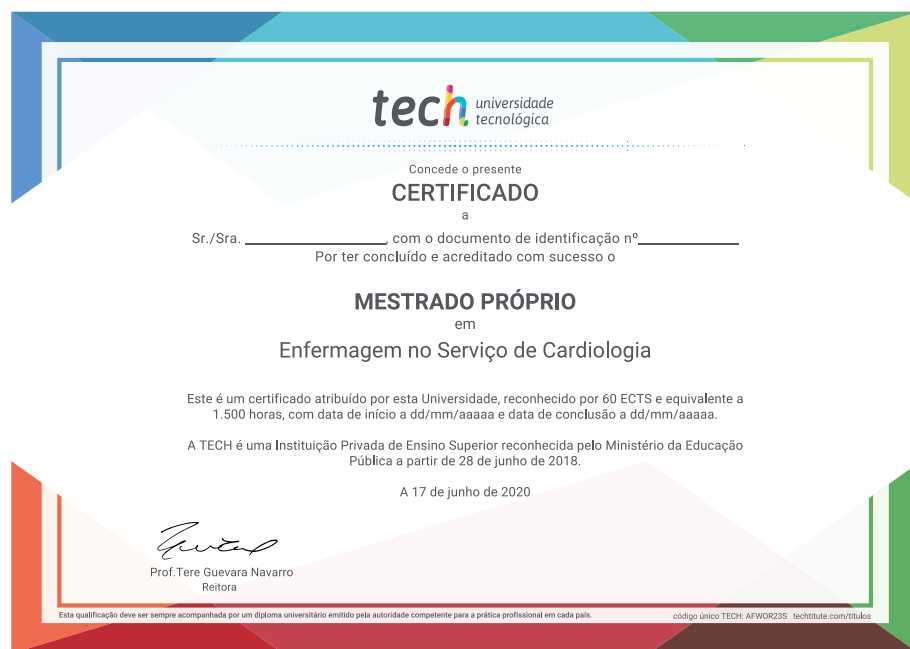 tech universidade
tecnológica
Concede o presente
CERTIFICADO
a
Sr./Sra. ________________, com o documento de identificação nº____________
Por ter concluído e acreditado com sucesso o
MESTRADO PRÓPRIO
em
Enfermagem no Serviço de Cardiologia
Este é um certificado atribuído por esta Universidade, reconhecido por 60 ECTS e equivalente a
1.500 horas, com data de início a dd/mm/aaaaa e data de conclusão a dd/mm/aaaaa.
A TECH é uma Instituição Privada de Ensino Superior reconhecida pelo Ministério da Educação
Pública a partir de 28 de junho de 2018.
A 17 de junho de 2020
Prof.Tere Guevara Navarro
Reitora
Esta qualificação deve ser sempre acompanhada por um diploma universitário emitido pela autoridade competente para a prática profissional em cada país.
código único TECH: AFWOR23S techtitute.com/titulos